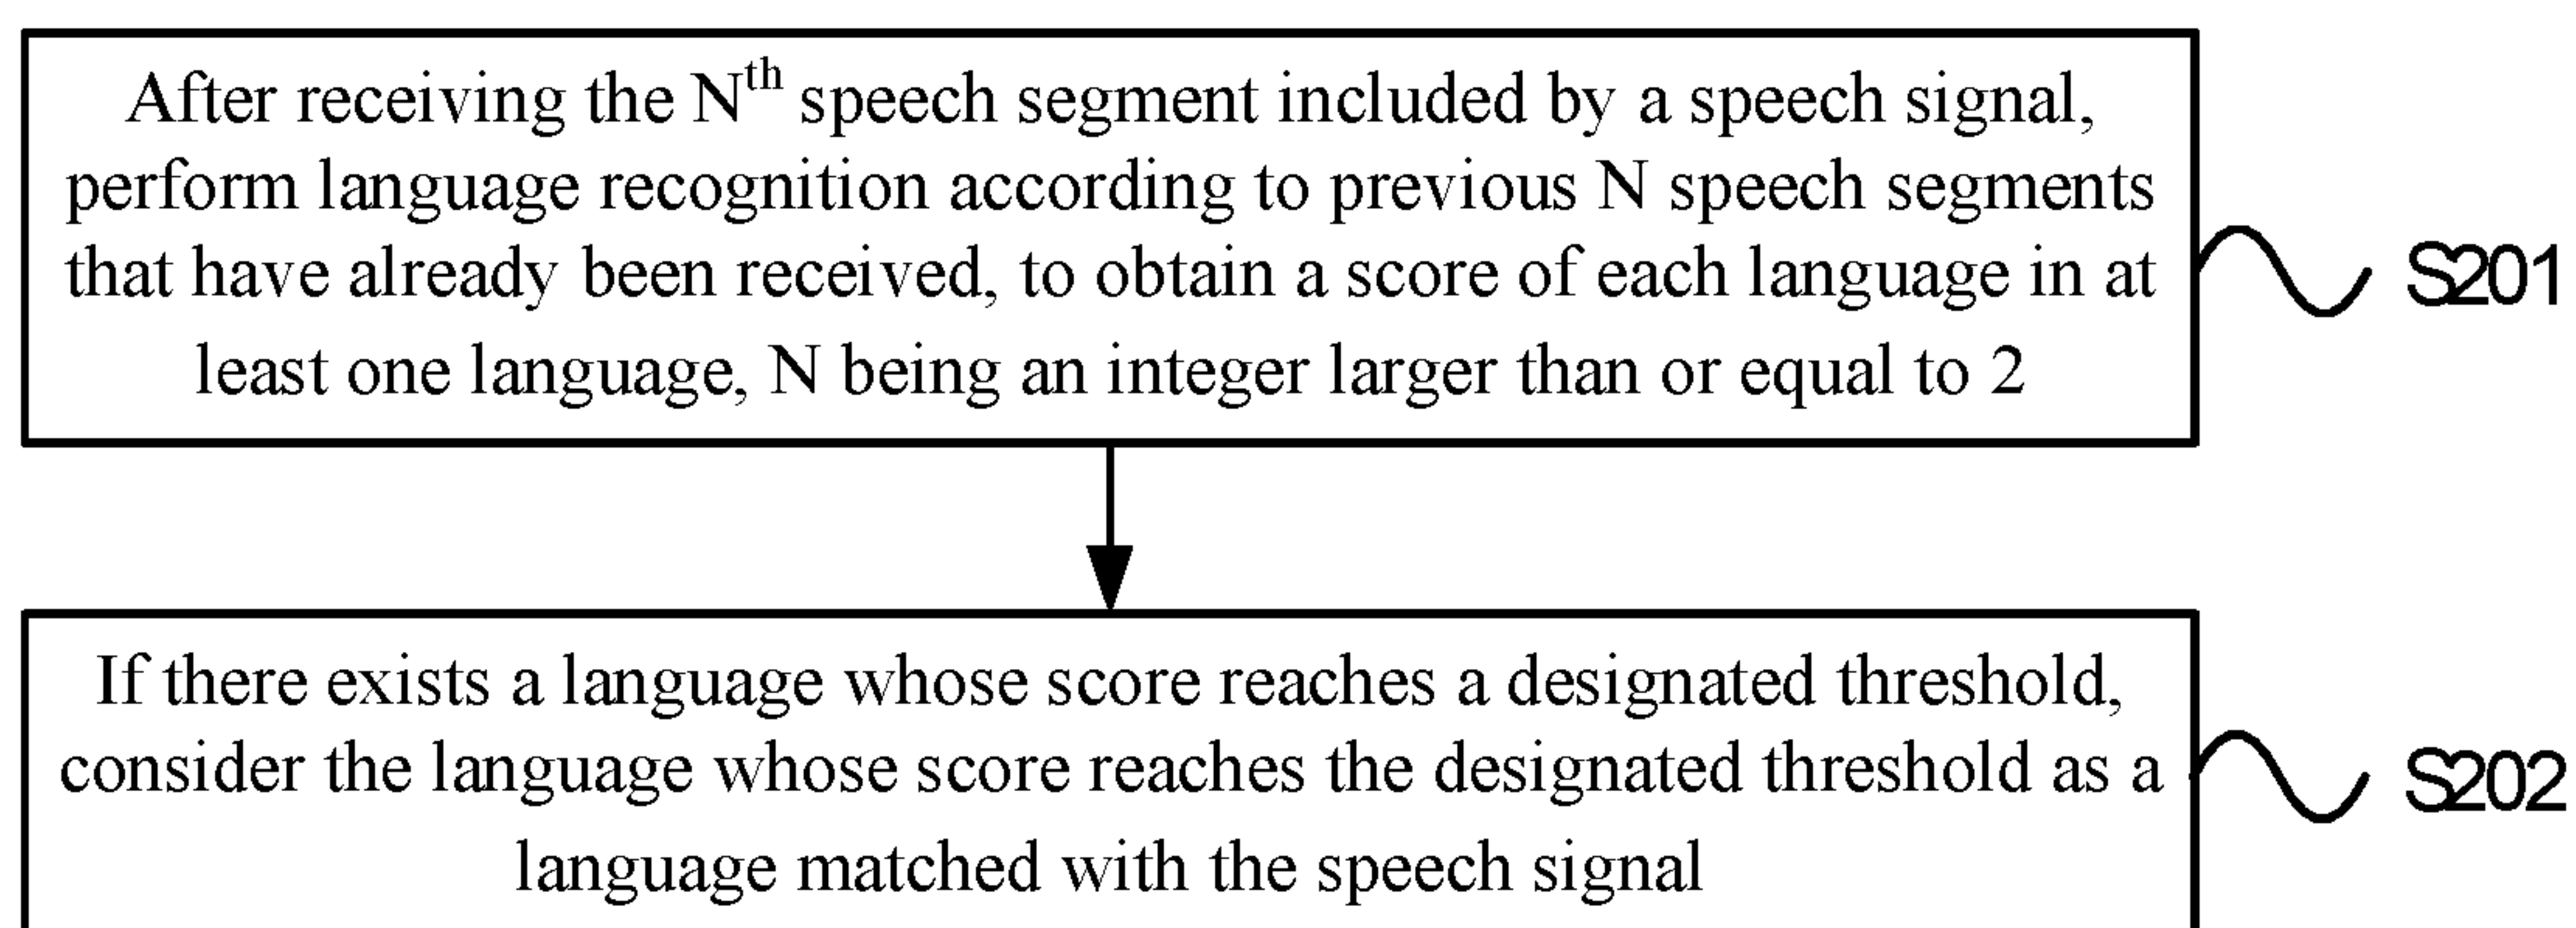 After receiving the Nth speech segment included by a speech signal,
perform language recognition according to previous N speech segments
that have already been received, to obtain a score of each language in at
least one language, N being an integer larger than or equal to 2
S201
If there exists a language whose score reaches a designated threshold,
consider the language whose score reaches the designated threshold as a
language matched with the speech signal
S202